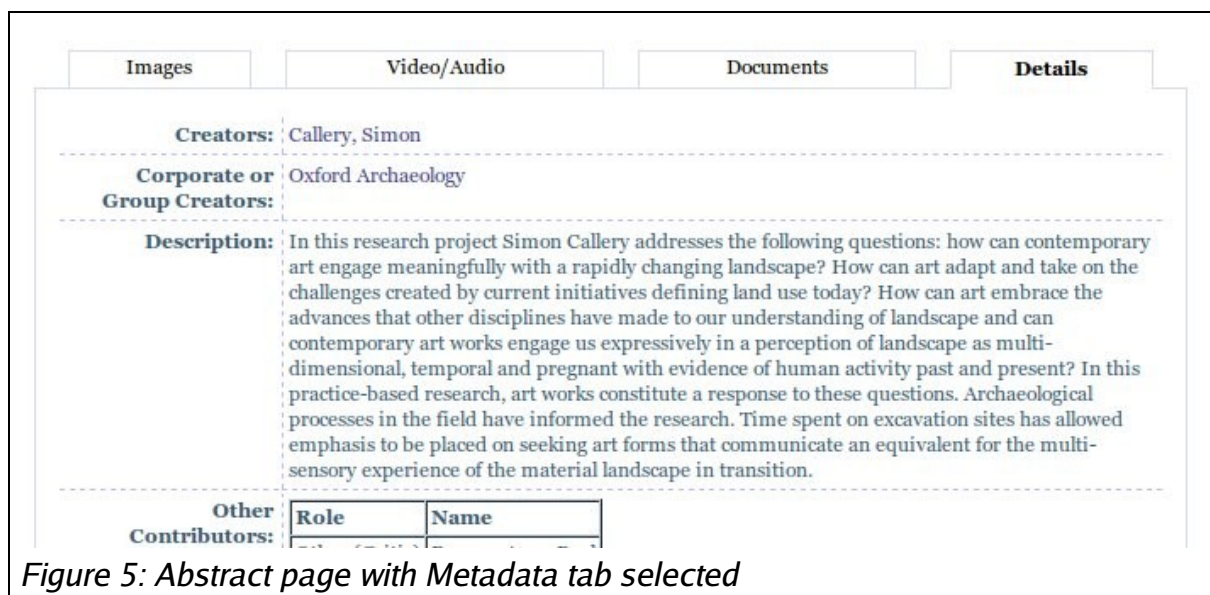 Images Video/Audio Documents Details
Creators: Callery, Simon
Corporate or Oxford Archaeology
Group Creators:
Description: In this research project Simon Callery addresses the following questions: how can contemporary
art engage meaningfully with a rapidly changing landscape? How can art adapt and take on the
challenges created by current initiatives defining land use today? How can art embrace the
advances that other disciplines have made to our understanding of landscape and can
contemporary art works engage us expressively in a perception of landscape as multi-
dimensional, temporal and pregnant with evidence of human activity past and present? In this
practice-based research, art works constitute a response to these questions. Archaeological
processes in the field have informed the research. Time spent on excavation sites has allowed
emphasis to be placed on seeking art forms that communicate an equivalent for the multi-
sensory experience of the material landscape in transition.
Other Role Name
Contributors:
Figure 5: Abstract page with Metadata tab selected